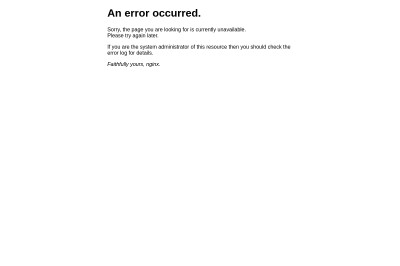 An error occurred.
Sorry, the page you are looking for is currently unavailable.
Please try again later.
If you are the system administrator of this resource then you should check the
error log for details.
Faithfully yours, nginx.